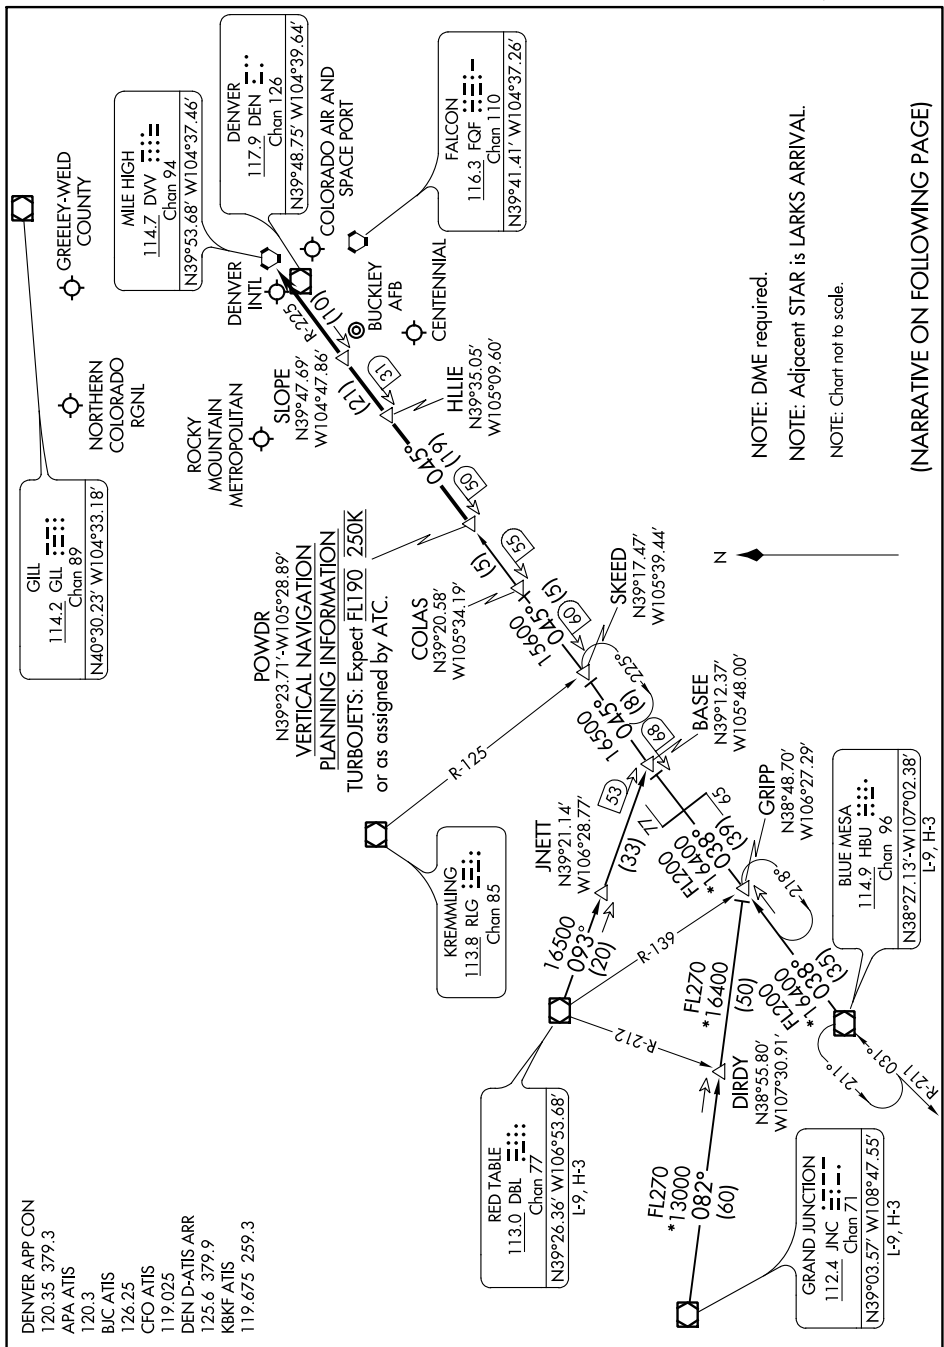 DENVER APP CON
120.35 379.3
APA ATIS
120.3
BJC ATIS
126.25
CFO ATIS
119.025
DEN D-ATIS ARR
125.6 379.9
KBKF ATIS
119.675 259.3
GILL
114.2 GLL
Chan 89
N40°30.23' W104°33.18'
GREELEY-WELD
COUNTY
NORTHERN
COLORADO
RGNL
ROCKY
MOUNTAIN
METROPOLITAN
MILE HIGH
114.7 DVV
Chan 94
N39°53.68' W104°37.46'
DENVER
INTL
DENVER
117.9 DEN
Chan 126
N39°48.75' W104°39.64'
COLORADO AIR AND
SPACE PORT
FALCON
116.3 FQF
Chan 110
N39°41.41' W104°37.26'
BUCKLEY
AFB
CENTENNIAL
R-225
(10)
SLOPE
N39°47.69'
W104°47.86'
(21)
31
HLLIE
N39°35.05'
W105°09.60'
045°
(19)
50
POWDR
N39°23.71'-W105°28.89'
VERTICAL NAVIGATION
PLANNING INFORMATION
TURBOJETS: Expect FL190 250K
or as assigned by ATC.
(5)
55
COLAS
N39°20.58'
W105°34.19'
15600
045°
(5)
60
SKEED
N39°17.47'
W105°39.44'
225°
16500
045°
(8)
68
BASEE
N39°12.37'
W105°48.00'
KREMMLING
113.8 RLG
Chan 85
R-125
JNETT
N39°21.14'
W106°28.77'
53
(33)
77
65
16500
093°
(20)
RED TABLE
113.0 DBL
Chan 77
N39°26.36' W106°53.68'
L-9, H-3
R-139
R-212
FL200
*16400
038°
(39)
GRIPP
N38°48.70'
W106°27.29'
218°
FL270
*16400
(50)
DIRDY
N38°55.80'
W107°30.91'
FL200
*16400
038°
(35)
BLUE MESA
114.9 HBU
Chan 96
N38°27.13'-W107°02.38'
L-9, H-3
211°
031°
R-211
FL270
*13000
082°
(60)
GRAND JUNCTION
112.4 JNC
Chan 71
N39°03.57' W108°47.55'
L-9, H-3
N
NOTE: DME required.
NOTE: Adjacent STAR is LARKS ARRIVAL.
NOTE: Chart not to scale.
(NARRATIVE ON FOLLOWING PAGE)